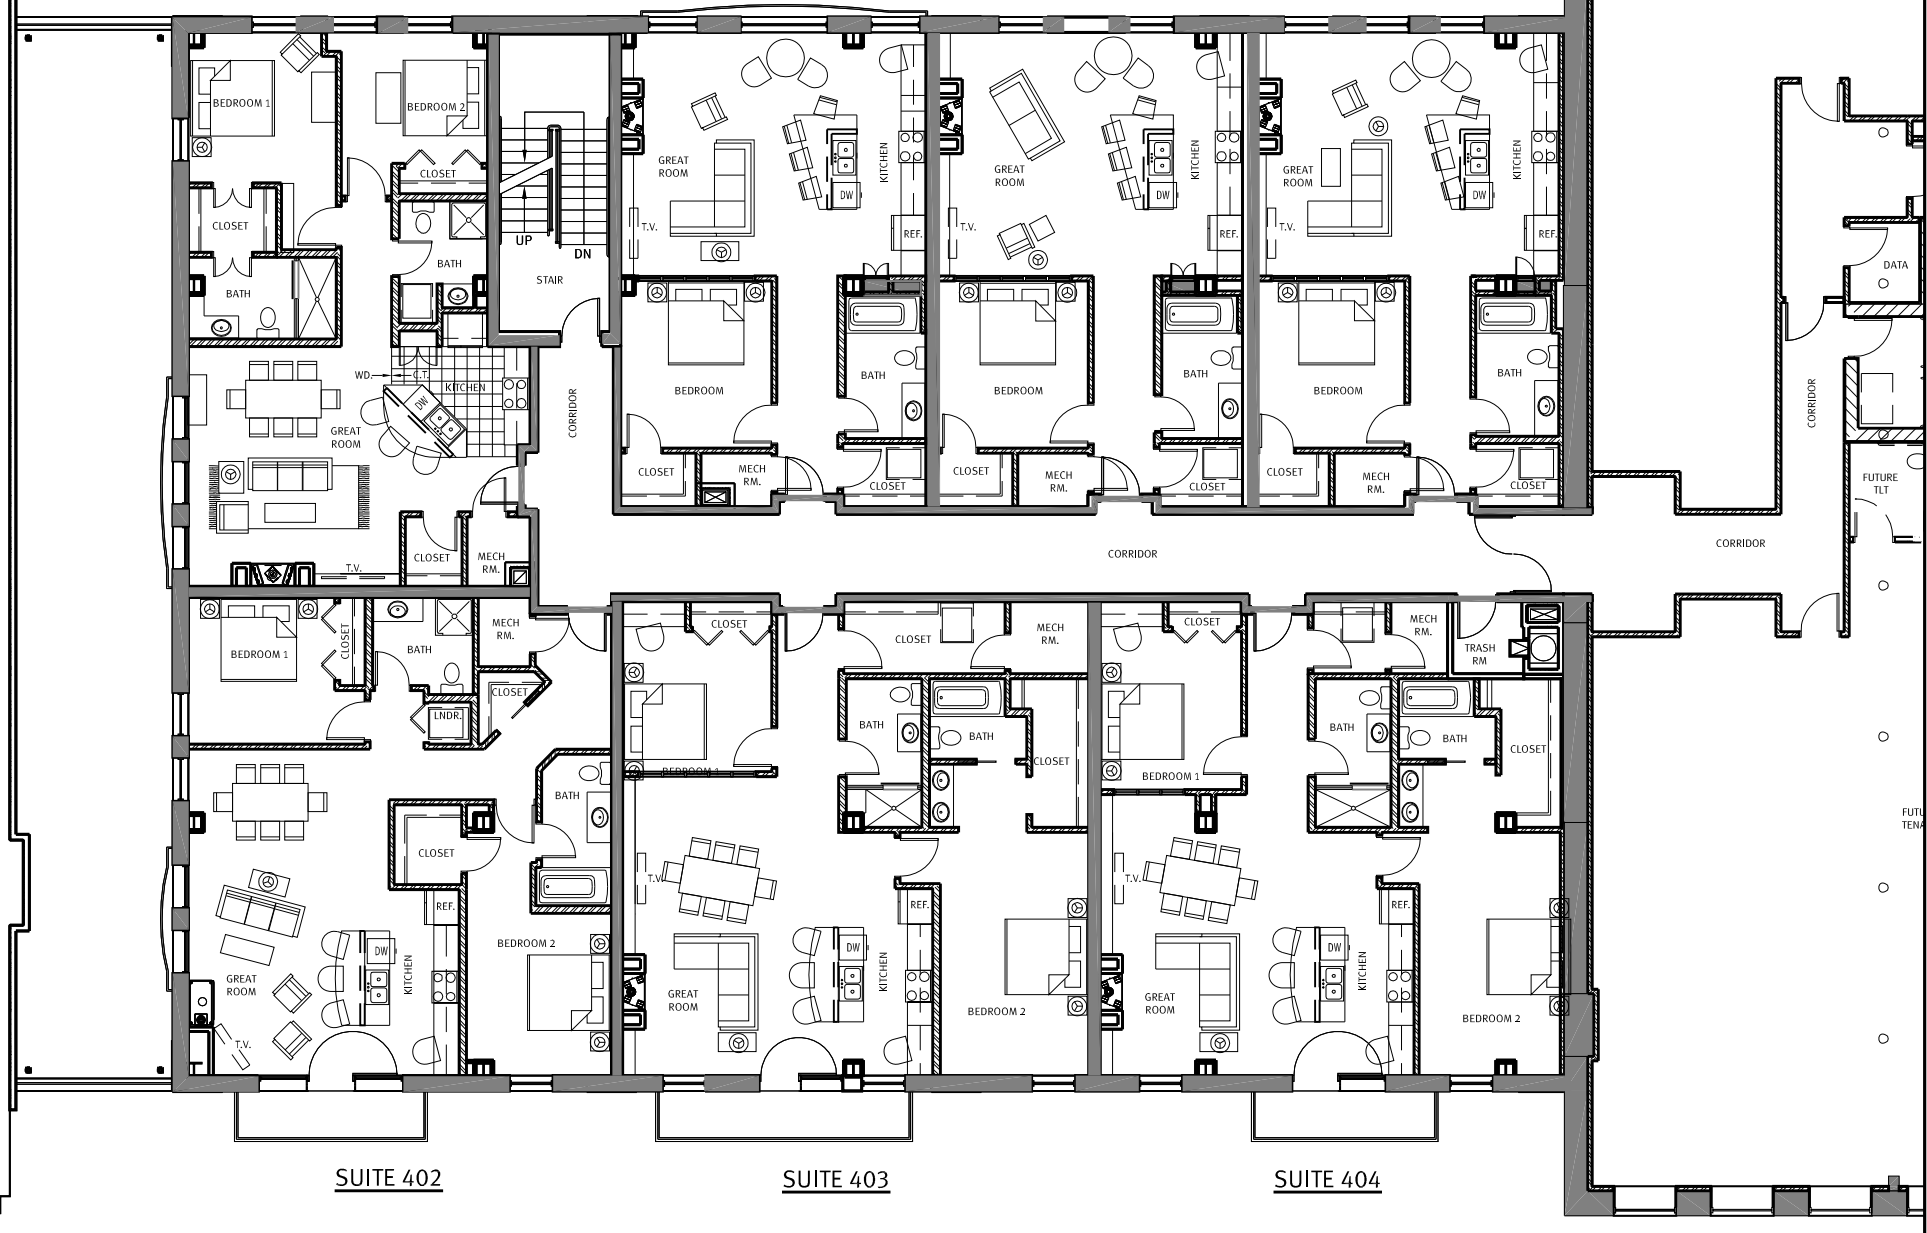 BEDROOM 1
BEDROOM 2
CLOSET
CLOSET
BATH
BATH
UP
DN
STAIR
WD.
C.T.
KITCHEN
DW
GREAT
ROOM
T.V.
CLOSET
MECH
RM.
CORRIDOR
GREAT
ROOM
KITCHEN
DW
T.V.
REF.
BEDROOM
BATH
CLOSET
MECH
RM.
CLOSET
GREAT
ROOM
KITCHEN
DW
T.V.
REF.
BEDROOM
BATH
CLOSET
MECH
RM.
CLOSET
GREAT
ROOM
KITCHEN
DW
T.V.
REF.
BEDROOM
BATH
CLOSET
MECH
RM.
CLOSET
DATA
CORRIDOR
FUTURE
TLT
CORRIDOR
CORRIDOR
BEDROOM 1
CLOSET
BATH
MECH
RM.
CLOSET
LNDR.
BATH
CLOSET
REF.
BEDROOM 2
DW
KITCHEN
GREAT
ROOM
T.V.
CLOSET
CLOSET
MECH
RM.
BATH
BATH
CLOSET
BEDROOM 1
T.V.
REF.
DW
KITCHEN
GREAT
ROOM
BEDROOM 2
CLOSET
MECH
RM.
TRASH
RM
BATH
BATH
CLOSET
BEDROOM 1
T.V.
REF.
DW
KITCHEN
GREAT
ROOM
BEDROOM 2
SUITE 402
SUITE 403
SUITE 404